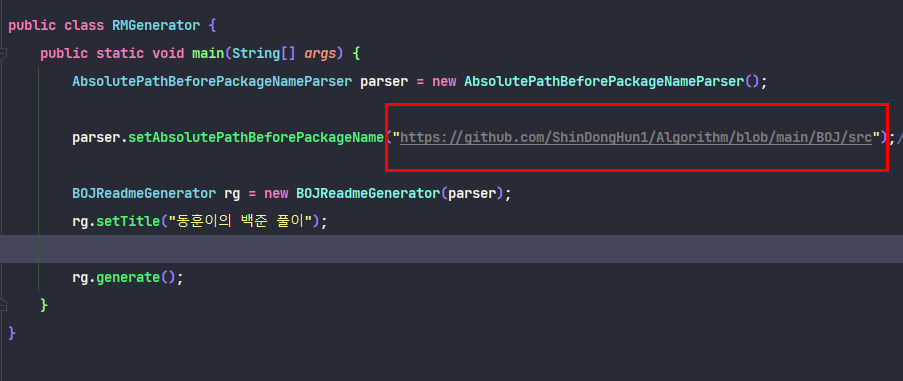 public class RMGenerator {
public static void main(String[] args) {
AbsolutePathBeforePackageNameParser parser = new AbsolutePathBeforePackageNameParser();
parser.setAbsolutePathBeforePackageName("https://github.com/ShinDongHun1/Algorithm/blob/main/BOJ/src");/
BOJReadmeGenerator rg = new BOJReadmeGenerator(parser);
rg.setTitle("동훈이의 백준 풀이");
rg.generate();
}
}